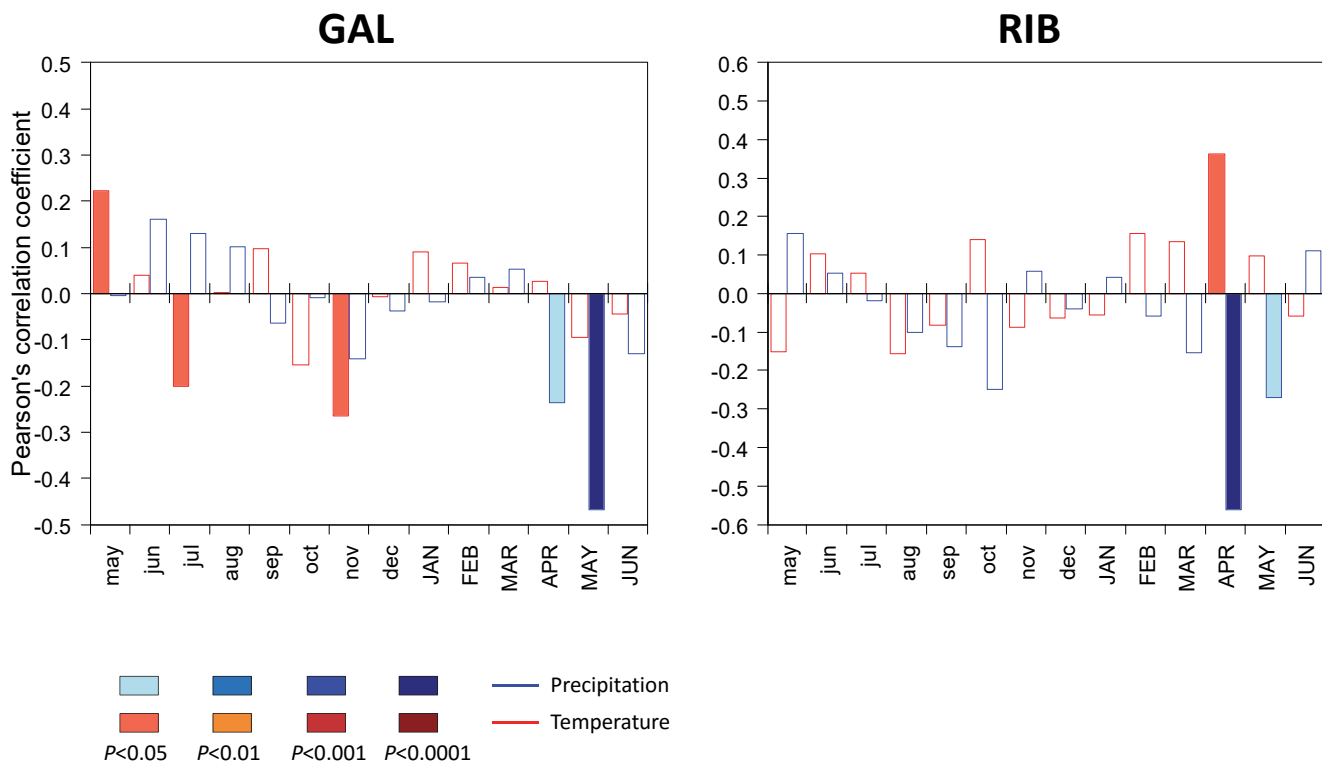 GAL
RIB
Pearson's correlation coefficient
0.5
0.4
0.3
0.2
0.1
0.0
-0.1
-0.2
-0.3
-0.4
-0.5
may
jun
jul
aug
sep
oct
nov
dec
JAN
FEB
MAR
APR
MAY
JUN
0.6
0.5
0.4
0.3
0.2
0.1
0.0
-0.1
-0.2
-0.3
-0.4
-0.5
-0.6
may
jun
jul
aug
sep
oct
nov
dec
JAN
FEB
MAR
APR
MAY
JUN
Precipitation
Temperature
P<0.05 P<0.01 P<0.001 P<0.0001